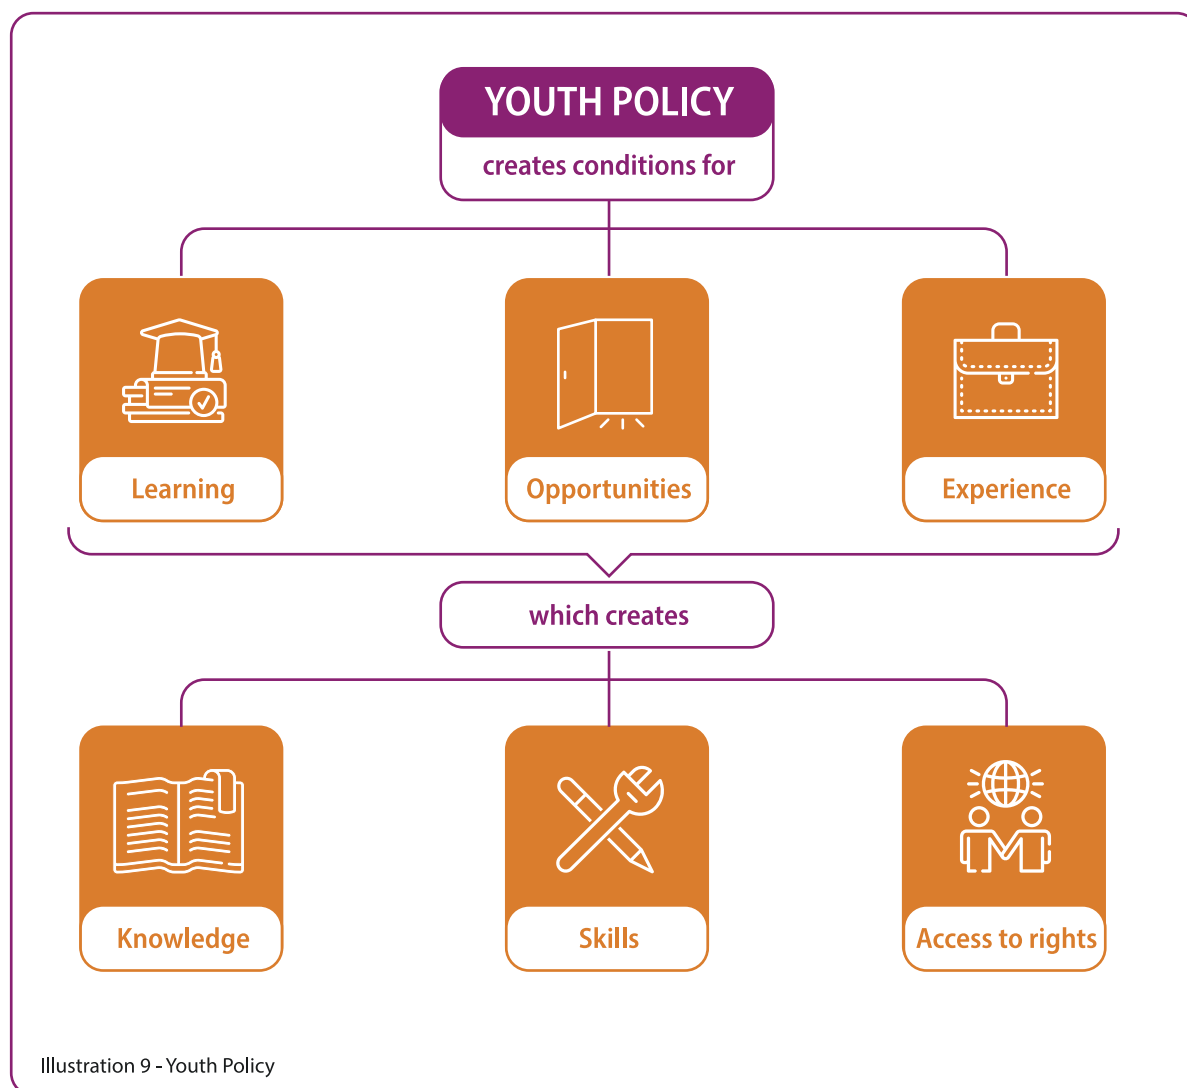 YOUTH POLICY
creates conditions for
Learning
Opportunities
Experience
which creates
Knowledge
Skills
Access to rights
Illustration 9 - Youth Policy